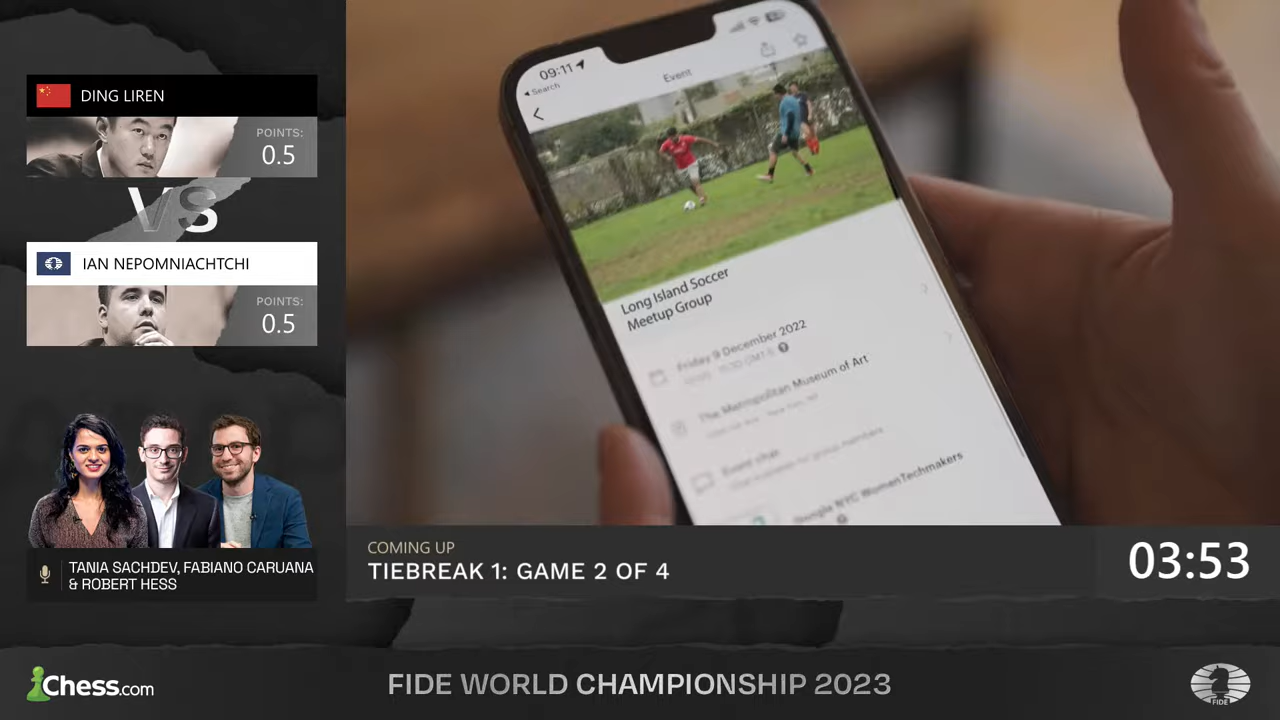 DING LIREN
POINTS:
0.5
VS
IAN NEPOMNIACHTCHI
POINTS:
0.5
TANIA SACHDEV, FABIANO CARUANA
& ROBERT HESS
09:11
Search
Event
Long Island Soccer
Meetup Group
Friday 9 December 2022
The Metropolitan Museum of Art
Event chat
Google NYC WomenTechmakers
COMING UP
TIEBREAK 1: GAME 2 OF 4
03:53
Chess.com
FIDE WORLD CHAMPIONSHIP 2023
FIDE